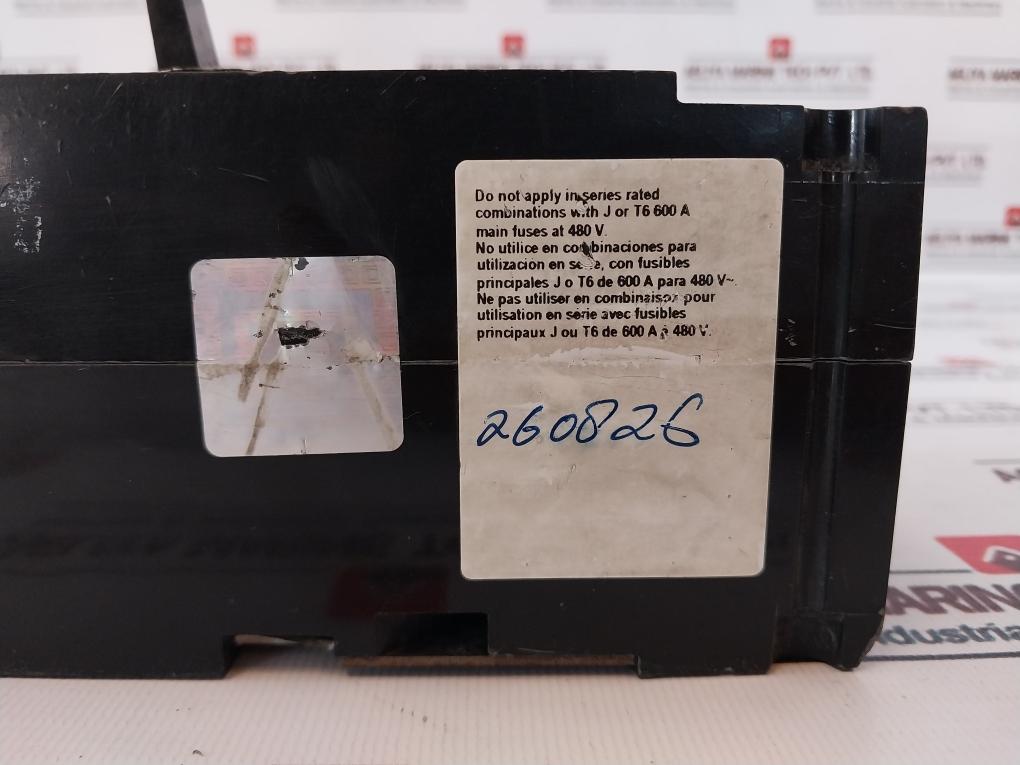 Do not apply in series rated
combinations with J or T6 600 A
main fuses at 480 V.
No utilice en combinaciones para
utilización en serie, con fusibles
principales J o T6 de 600 A para 480 V~.
Ne pas utiliser en combinaison pour
utilisation en série avec fusibles
principaux J ou T6 de 600 A à 480 V.
260826